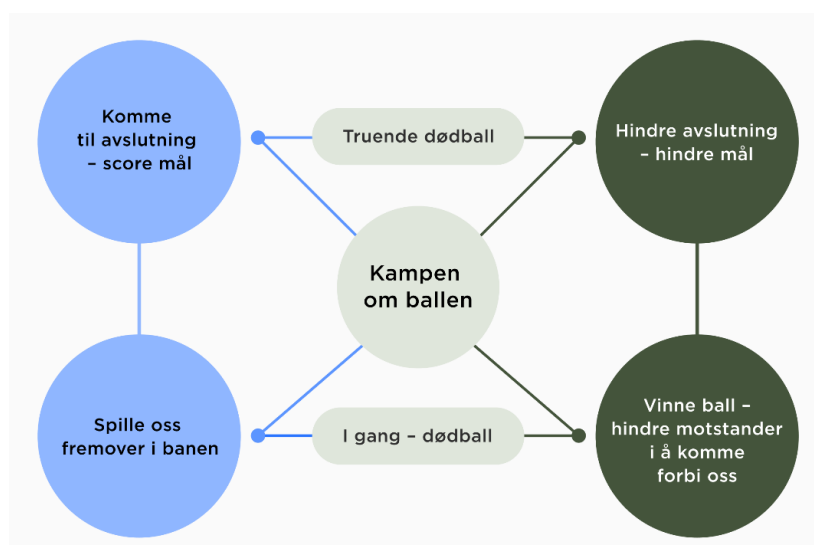 Komme
til avslutning
– score mål
Truende dødball
Hindre avslutning
– hindre mål
Kampen
om ballen
Spille oss
fremover i banen
I gang – dødball
Vinne ball –
hindre motstander
i å komme
forbi oss